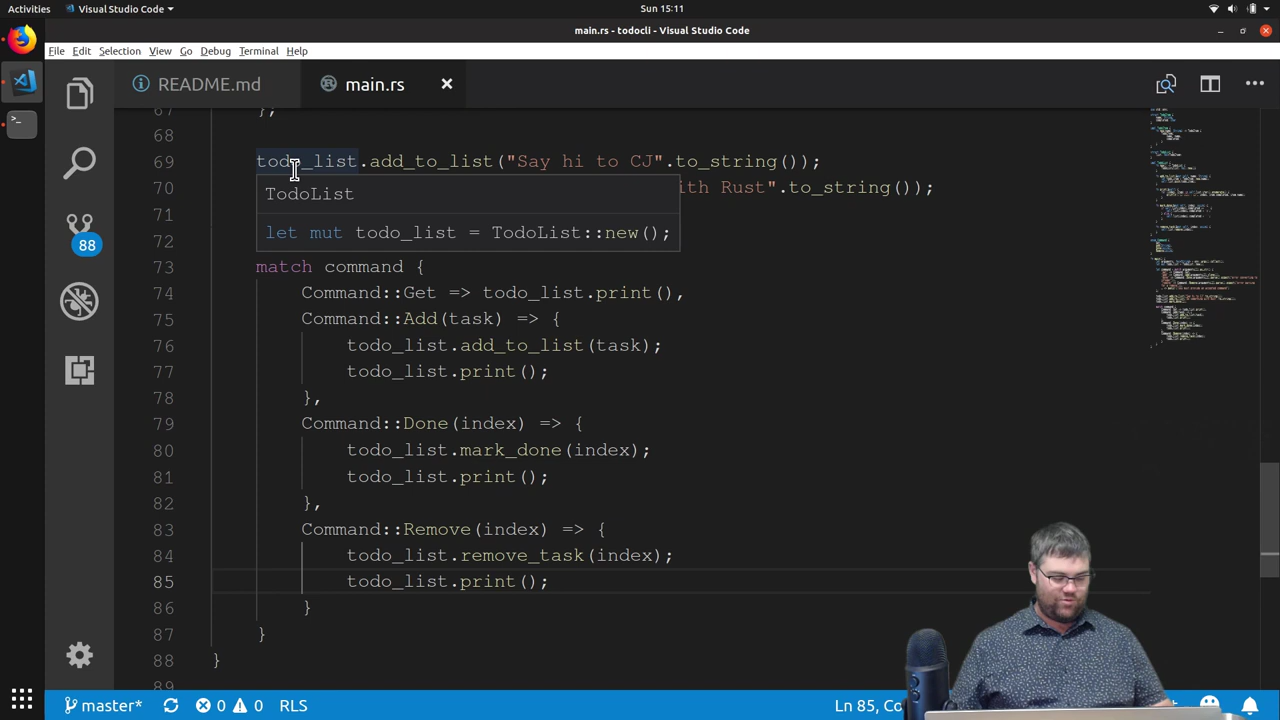 Activities Visual Studio Code Sun 15:11
main.rs - todocli - Visual Studio Code
File Edit Selection View Go Debug Terminal Help
README.md main.rs
67 };
68
69 todo_list.add_to_list("Say hi to CJ".to_string());
70 ith Rust".to_string());
71
72
TodoList
let mut todo_list = TodoList::new();
73 match command {
74 Command::Get => todo_list.print(),
75 Command::Add(task) => {
76 todo_list.add_to_list(task);
77 todo_list.print();
78 },
79 Command::Done(index) => {
80 todo_list.mark_done(index);
81 todo_list.print();
82 },
83 Command::Remove(index) => {
84 todo_list.remove_task(index);
85 todo_list.print();
86 }
87 }
88 }
89
88
master* 0 0 RLS Ln 85, Co